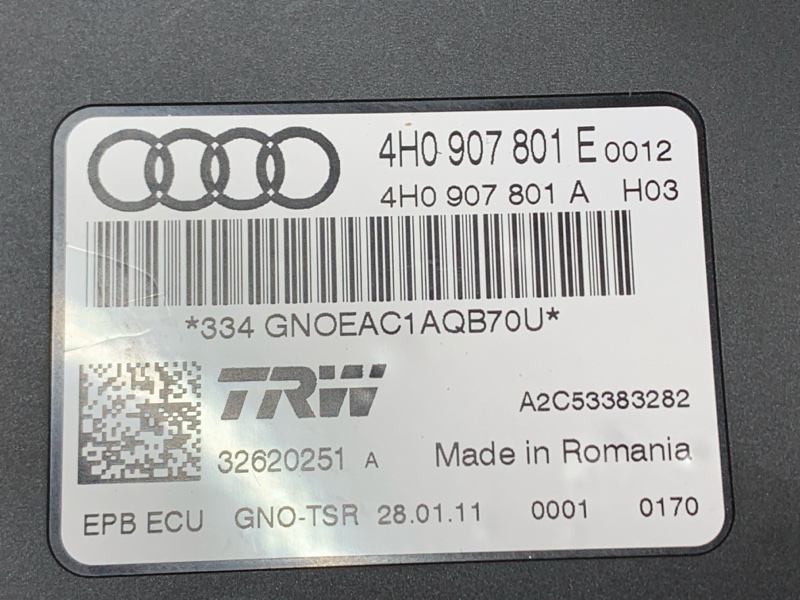 4H0 907 801 E 0012
4H0 907 801 A H03
*334 GNOEAC1AQB70U*
TRW A2C53383282
32620251 A Made in Romania
EPB ECU GNO-TSR 28.01.11 0001 0170